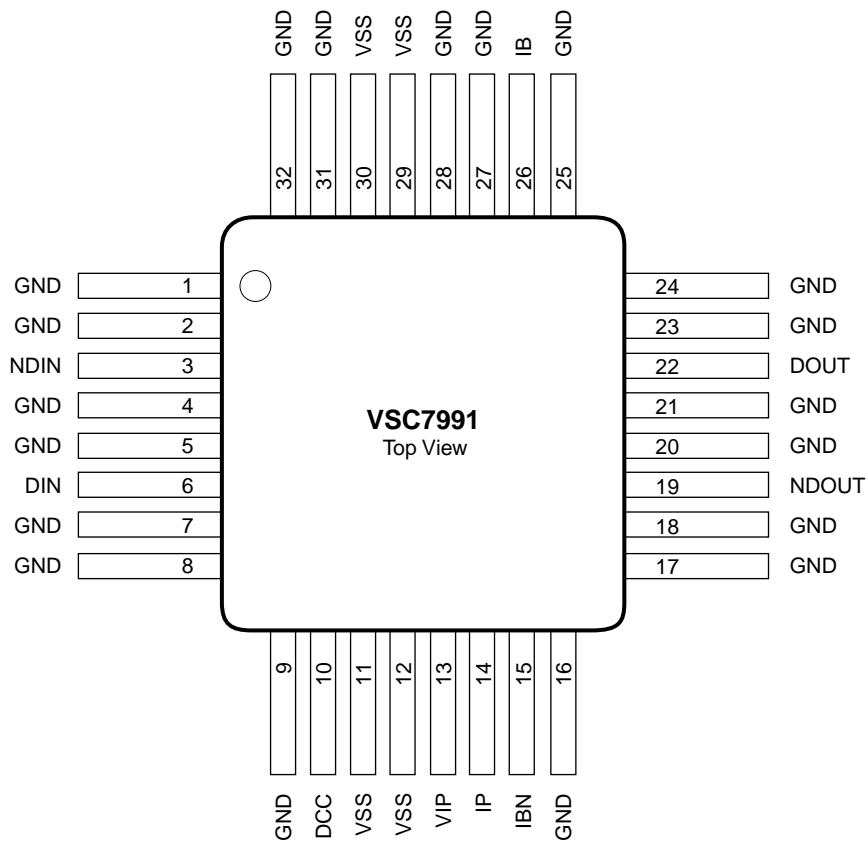 GND GND VSS VSS GND GND IB GND
32 31 30 29 28 27 26 25
GND 1 24 GND
GND 2 23 GND
NDIN 3 22 DOUT
GND 4 21 GND
VSC7991
Top View
GND 5 20 GND
DIN 6 19 NDOUT
GND 7 18 GND
GND 8 17 GND
9 10 11 12 13 14 15 16
GND DCC VSS VSS VIP IP IBN GND